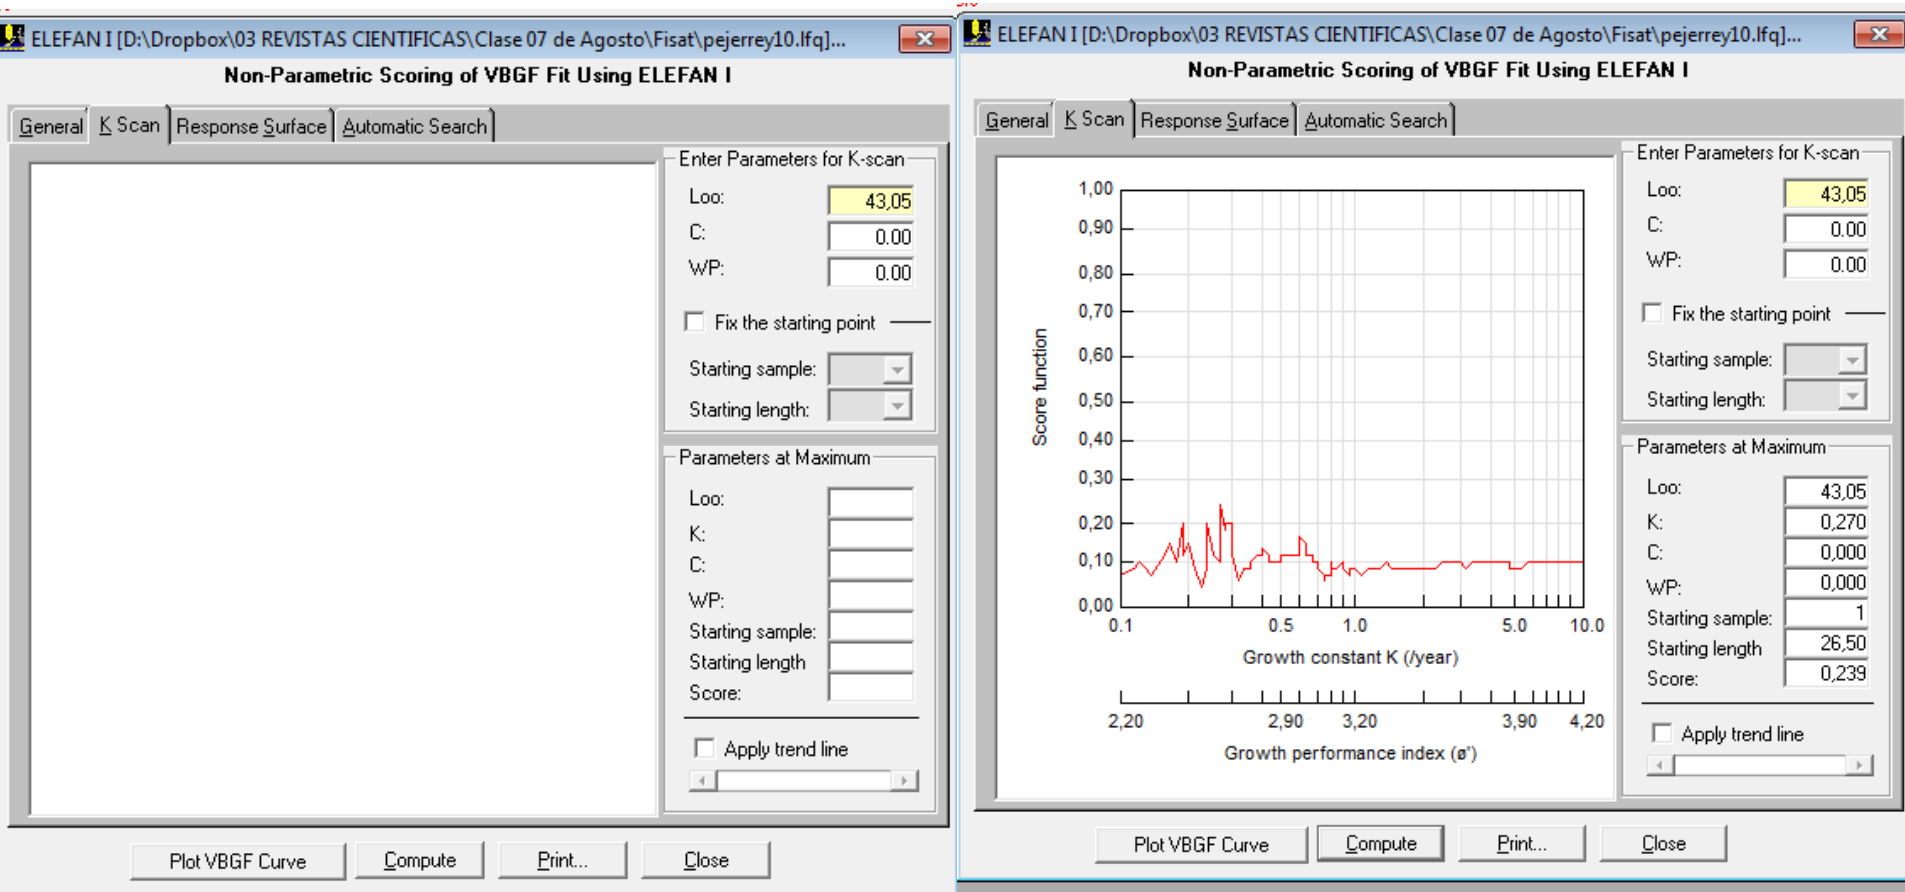 ELEFAN I [D:\Dropbox\03 REVISTAS CIENTIFICAS\Clase 07 de Agosto\Fisat\pejerrey10.lfq]...
Non-Parametric Scoring of VBGF Fit Using ELEFAN I
General K Scan Response Surface Automatic Search
Enter Parameters for K-scan
Loo: 43,05
C: 0.00
WP: 0.00
Fix the starting point
Starting sample:
Starting length:
Parameters at Maximum
Loo:
K:
C:
WP:
Starting sample:
Starting length
Score:
Apply trend line
Plot VBGF Curve Compute Print... Close
ELEFAN I [D:\Dropbox\03 REVISTAS CIENTIFICAS\Clase 07 de Agosto\Fisat\pejerrey10.lfq]...
Non-Parametric Scoring of VBGF Fit Using ELEFAN I
General K Scan Response Surface Automatic Search
Score function
1,00
0,90
0,80
0,70
0,60
0,50
0,40
0,30
0,20
0,10
0,00
0.1 0.5 1.0 5.0 10.0
Growth constant K (/year)
2,20 2,90 3,20 3,90 4,20
Growth performance index (ø')
Enter Parameters for K-scan
Loo: 43,05
C: 0.00
WP: 0.00
Fix the starting point
Starting sample:
Starting length:
Parameters at Maximum
Loo: 43,05
K: 0,270
C: 0,000
WP: 0,000
Starting sample: 1
Starting length 26,50
Score: 0,239
Apply trend line
Plot VBGF Curve Compute Print... Close